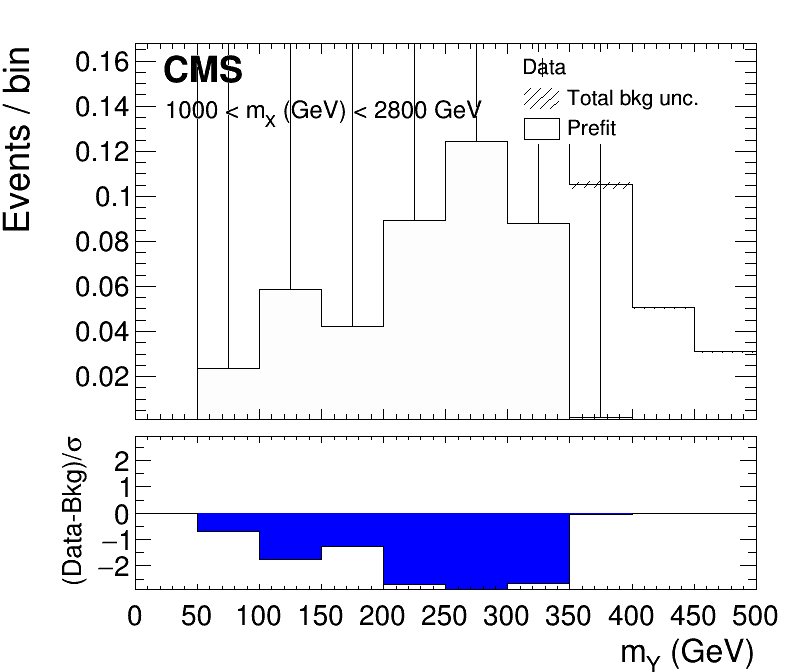 Events / bin
0.16
0.14
0.12
0.1
0.08
0.06
0.04
0.02
CMS
1000 < mX (GeV) < 2800 GeV
Data
Total bkg unc.
Prefit
(Data-Bkg)/σ
2
1
0
−1
−2
0 50 100 150 200 250 300 350 400 450 500
mY (GeV)